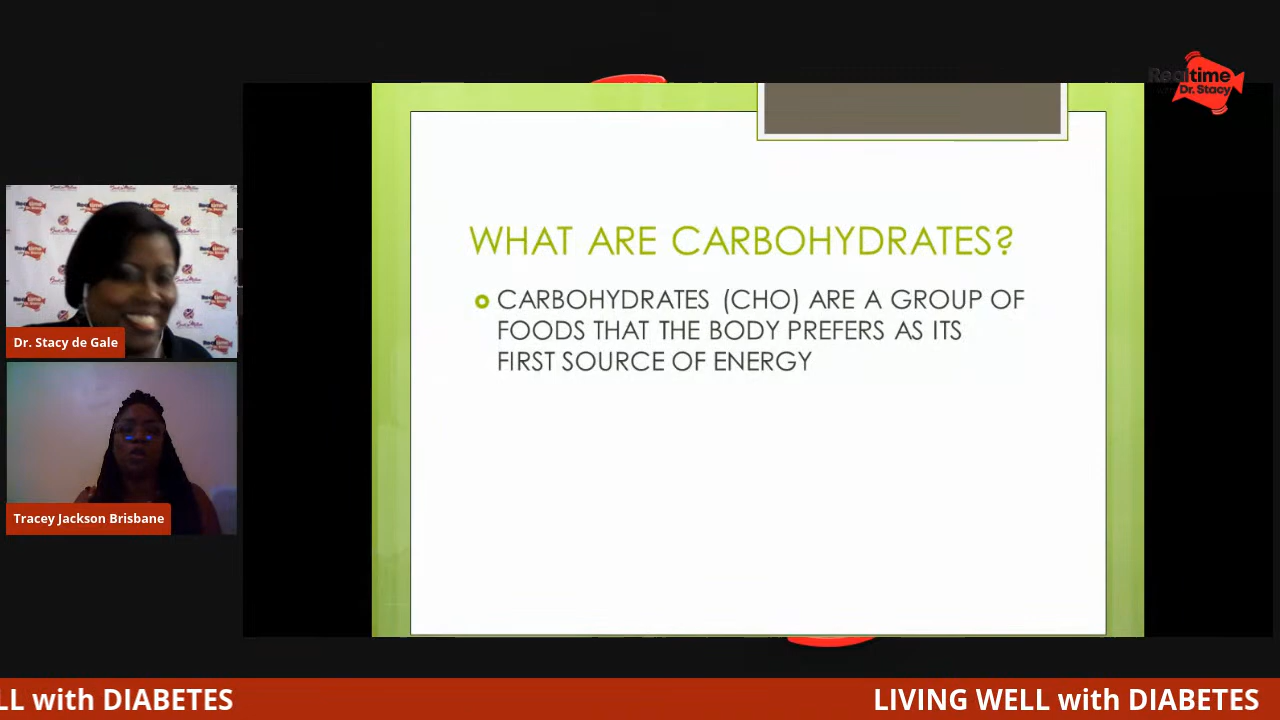 Realtime
Dr. Stacy
WHAT ARE CARBOHYDRATES?
CARBOHYDRATES (CHO) ARE A GROUP OF
FOODS THAT THE BODY PREFERS AS ITS
FIRST SOURCE OF ENERGY
Dr. Stacy de Gale
Tracey Jackson Brisbane
LL with DIABETES
LIVING WELL with DIABETES